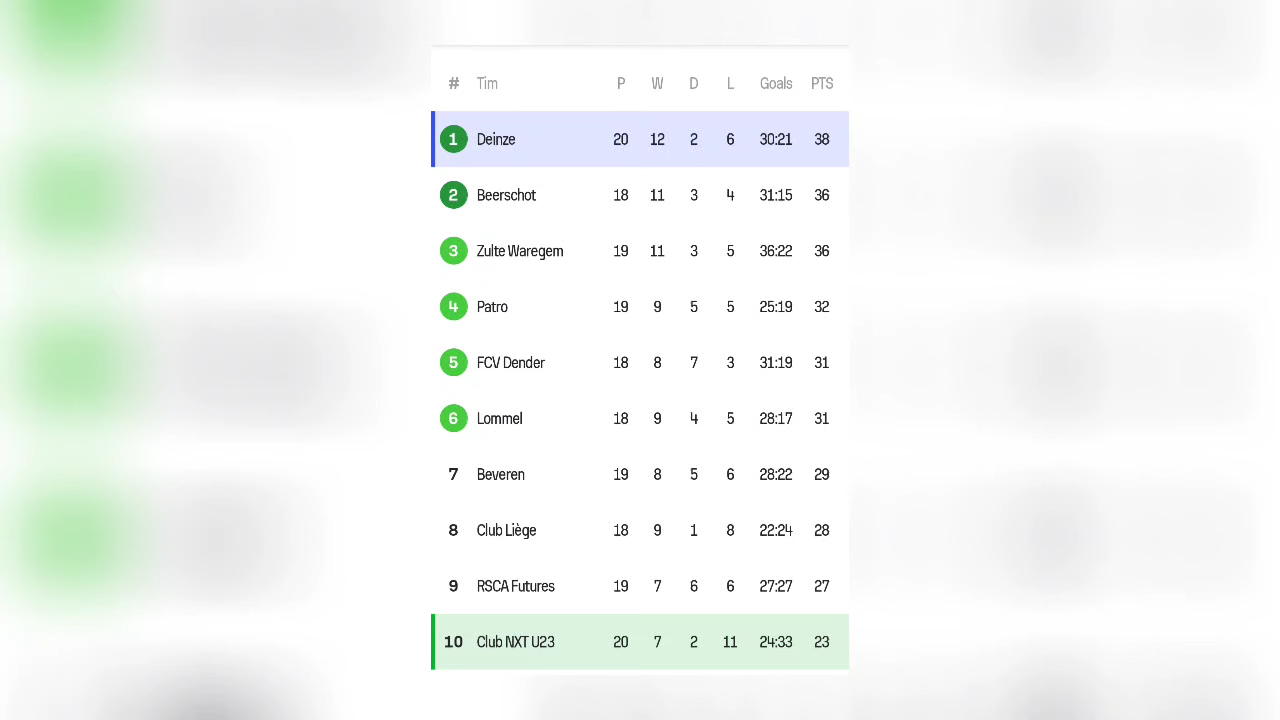 # Tim P W D L Goals PTS
1 Deinze 20 12 2 6 30:21 38
2 Beerschot 18 11 3 4 31:15 36
3 Zulte Waregem 19 11 3 5 36:22 36
4 Patro 19 9 5 5 25:19 32
5 FCV Dender 18 8 7 3 31:19 31
6 Lommel 18 9 4 5 28:17 31
7 Beveren 19 8 5 6 28:22 29
8 Club Liège 18 9 1 8 22:24 28
9 RSCA Futures 19 7 6 6 27:27 27
10 Club NXT U23 20 7 2 11 24:33 23